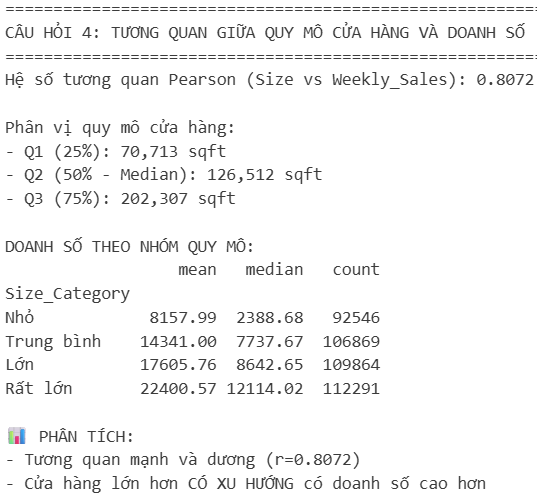 ================================================================
CÂU HỎI 4: TƯƠNG QUAN GIỮA QUY MÔ CỬA HÀNG VÀ DOANH SỐ
================================================================
Hệ số tương quan Pearson (Size vs Weekly_Sales): 0.8072
Phân vị quy mô cửa hàng:
- Q1 (25%): 70,713 sqft
- Q2 (50% - Median): 126,512 sqft
- Q3 (75%): 202,307 sqft
DOANH SỐ THEO NHÓM QUY MÔ:
mean median count
Size_Category
Nhỏ 8157.99 2388.68 92546
Trung bình 14341.00 7737.67 106869
Lớn 17605.76 8642.65 109864
Rất lớn 22400.57 12114.02 112291
📊 PHÂN TÍCH:
- Tương quan mạnh và dương (r=0.8072)
- Cửa hàng lớn hơn CÓ XU HƯỚNG có doanh số cao hơn